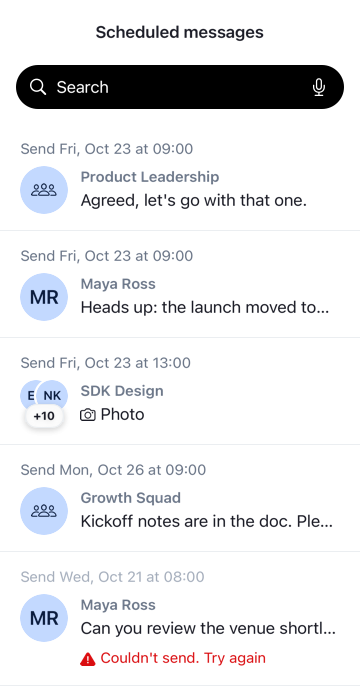 Scheduled messages
Search
Send Fri, Oct 23 at 09:00
Product Leadership
Agreed, let's go with that one.
Send Fri, Oct 23 at 09:00
MR
Maya Ross
Heads up: the launch moved to...
Send Fri, Oct 23 at 13:00
E NK
+10
SDK Design
Photo
Send Mon, Oct 26 at 09:00
Growth Squad
Kickoff notes are in the doc. Ple...
Send Wed, Oct 21 at 08:00
MR
Maya Ross
Can you review the venue shortl...
Couldn't send. Try again